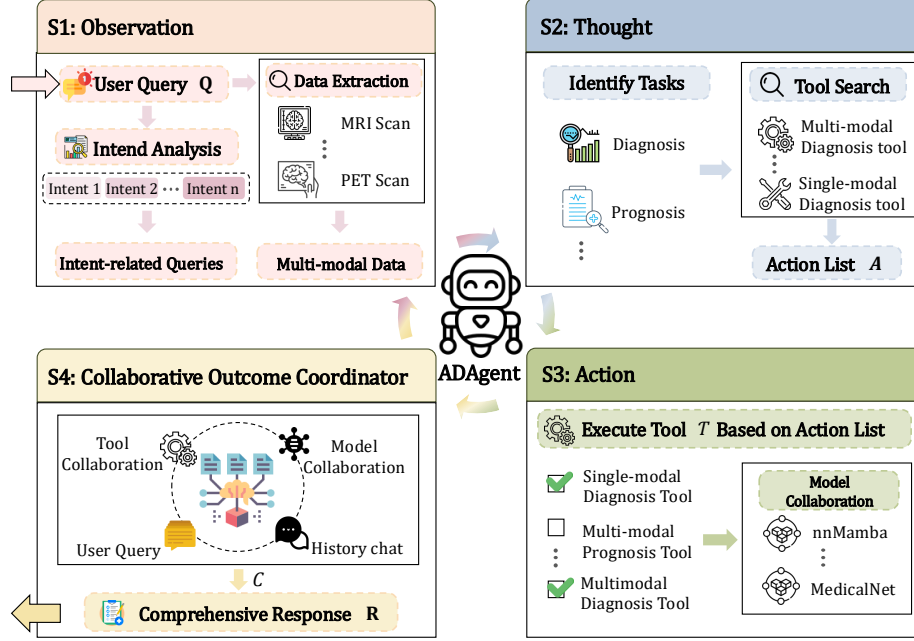 S1: Observation
User Query Q
Data Extraction
MRI Scan
PET Scan
Intend Analysis
Intent 1 Intent 2 ··· Intent n
Intent-related Queries
Multi-modal Data
S2: Thought
Identify Tasks
Diagnosis
Prognosis
Tool Search
Multi-modal
Diagnosis tool
Single-modal
Diagnosis tool
Action List A
ADAgent
S4: Collaborative Outcome Coordinator
Tool
Collaboration
Model
Collaboration
User Query
History chat
C
Comprehensive Response R
S3: Action
Execute Tool T Based on Action List
Single-modal
Diagnosis Tool
Multi-modal
Prognosis Tool
Multimodal
Diagnosis Tool
Model
Collaboration
nnMamba
MedicalNet